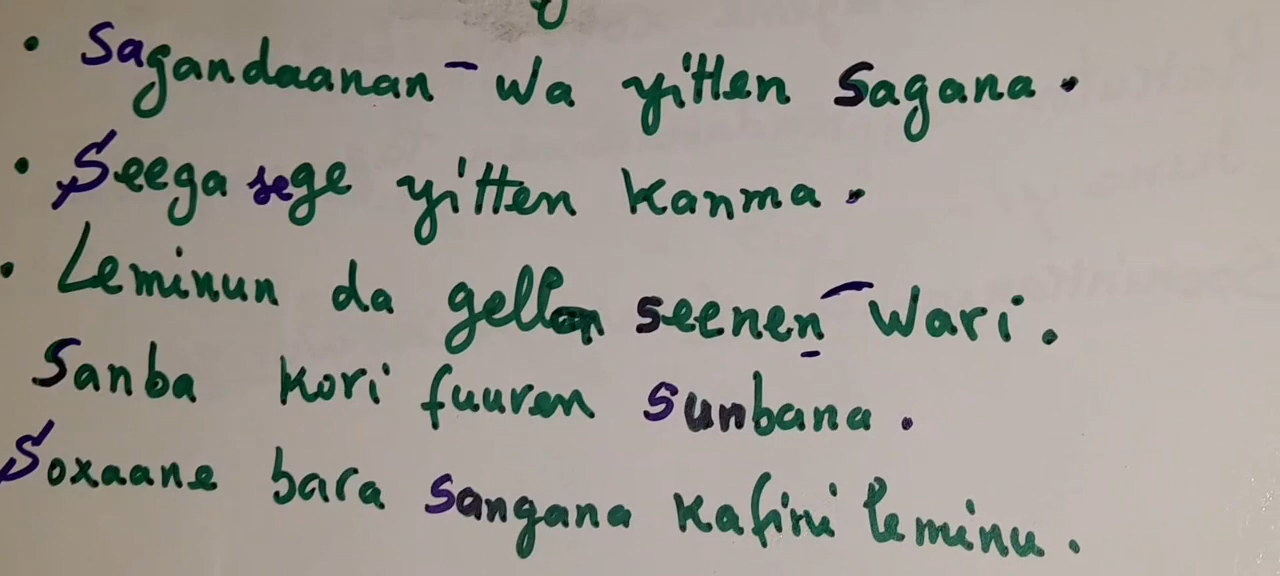 • Sagandaanan - wa yitten sagana.
• Seega sege yitten kanma.
• Leminun da gellen seenen - wari.
Sanba kori fuuren sunbana.
Soxaane bara sangana kafini leminu.